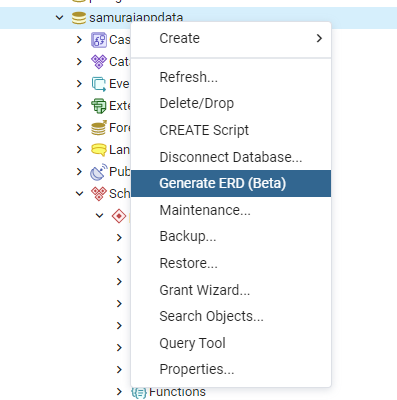 samuraiappdata
Cas
Create
Cat
Refresh...
Eve
Delete/Drop
Exte
CREATE Script
Fore
Lan
Disconnect Database...
Pub
Generate ERD (Beta)
Sch
Maintenance...
Backup...
Restore...
Grant Wizard...
Search Objects...
Query Tool
Properties...
Functions